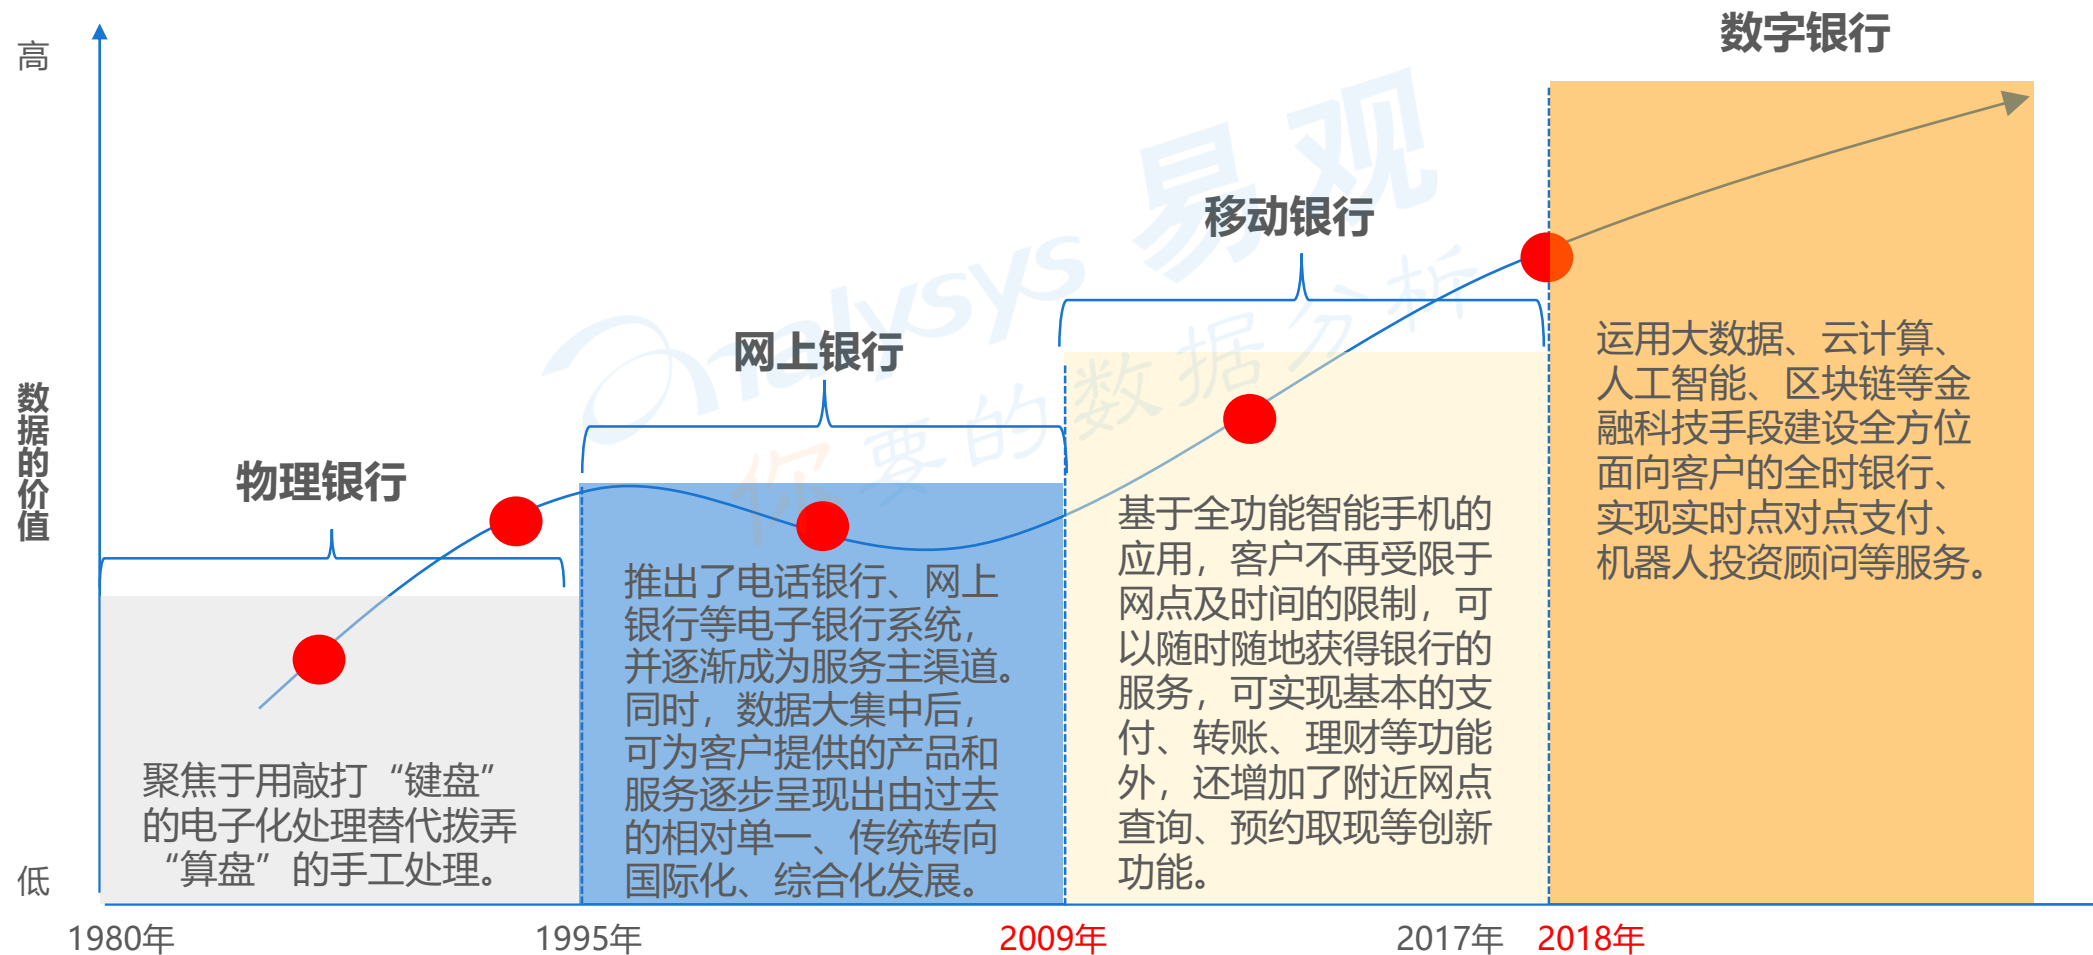 数字银行
高
易观
analysys
你要的数据分析
移动银行
网上银行
物理银行
数据的价值
运用大数据、云计算、
人工智能、区块链等金
融科技手段建设全方位
面向客户的全时银行、
实现实时点对点支付、
机器人投资顾问等服务。
基于全功能智能手机的
应用，客户不再受限于
网点及时间的限制，可
以随时随地获得银行的
服务，可实现基本的支
付、转账、理财等功能
外，还增加了附近网点
查询、预约取现等创新
功能。
推出了电话银行、网上
银行等电子银行系统，
并逐渐成为服务主渠道。
同时，数据大集中后，
可为客户提供的产品和
服务逐步呈现出由过去
的相对单一、传统转向
国际化、综合化发展。
聚焦于用敲打“键盘”
的电子化处理替代拨弄
“算盘”的手工处理。
低
1980年
1995年
2009年
2017年
2018年